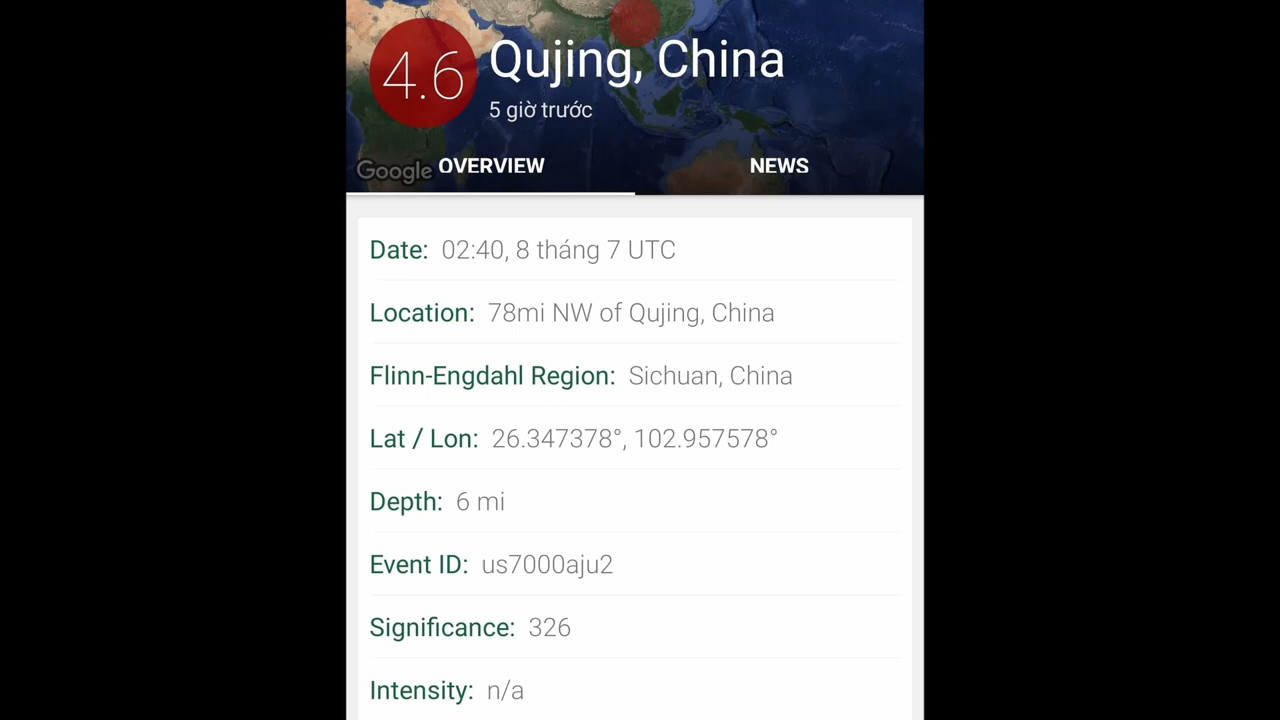 4.6
Qujing, China
5 giờ trước
Google
OVERVIEW
NEWS
Date: 02:40, 8 tháng 7 UTC
Location: 78mi NW of Qujing, China
Flinn-Engdahl Region: Sichuan, China
Lat / Lon: 26.347378°, 102.957578°
Depth: 6 mi
Event ID: us7000aju2
Significance: 326
Intensity: n/a